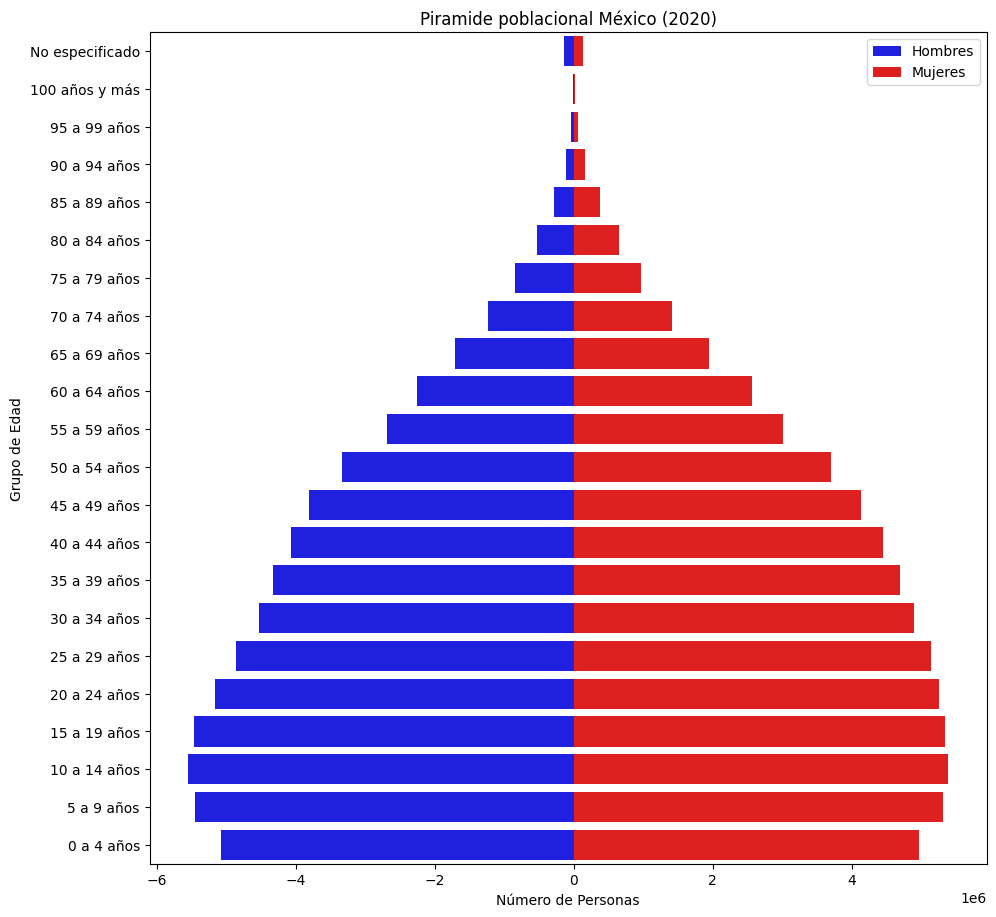 Piramide poblacional México (2020)
Hombres
Mujeres
No especificado
100 años y más
95 a 99 años
90 a 94 años
85 a 89 años
80 a 84 años
75 a 79 años
70 a 74 años
65 a 69 años
60 a 64 años
55 a 59 años
50 a 54 años
45 a 49 años
40 a 44 años
35 a 39 años
30 a 34 años
25 a 29 años
20 a 24 años
15 a 19 años
10 a 14 años
5 a 9 años
0 a 4 años
Grupo de Edad
−6 −4 −2 0 2 4
1e6
Número de Personas